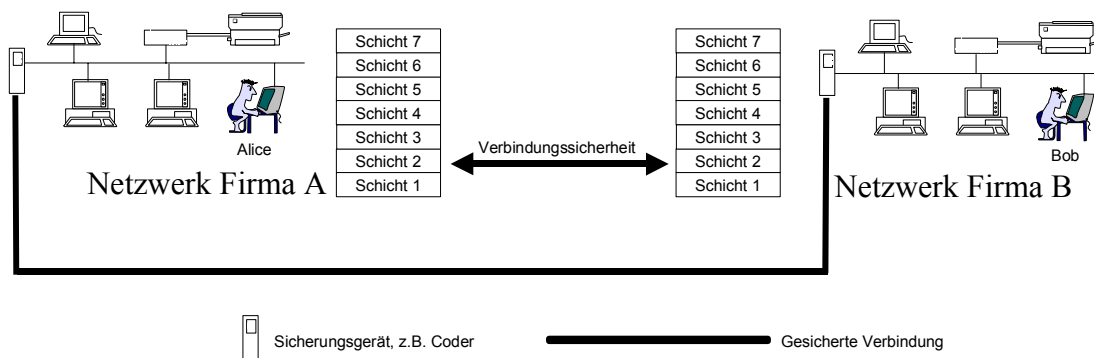 Schicht 7
Schicht 6
Schicht 5
Schicht 4
Schicht 3
Schicht 2
Schicht 1
Alice
Netzwerk Firma A
Verbindungssicherheit
Schicht 7
Schicht 6
Schicht 5
Schicht 4
Schicht 3
Schicht 2
Schicht 1
Bob
Netzwerk Firma B
Sicherungsgerät, z.B. Coder
Gesicherte Verbindung